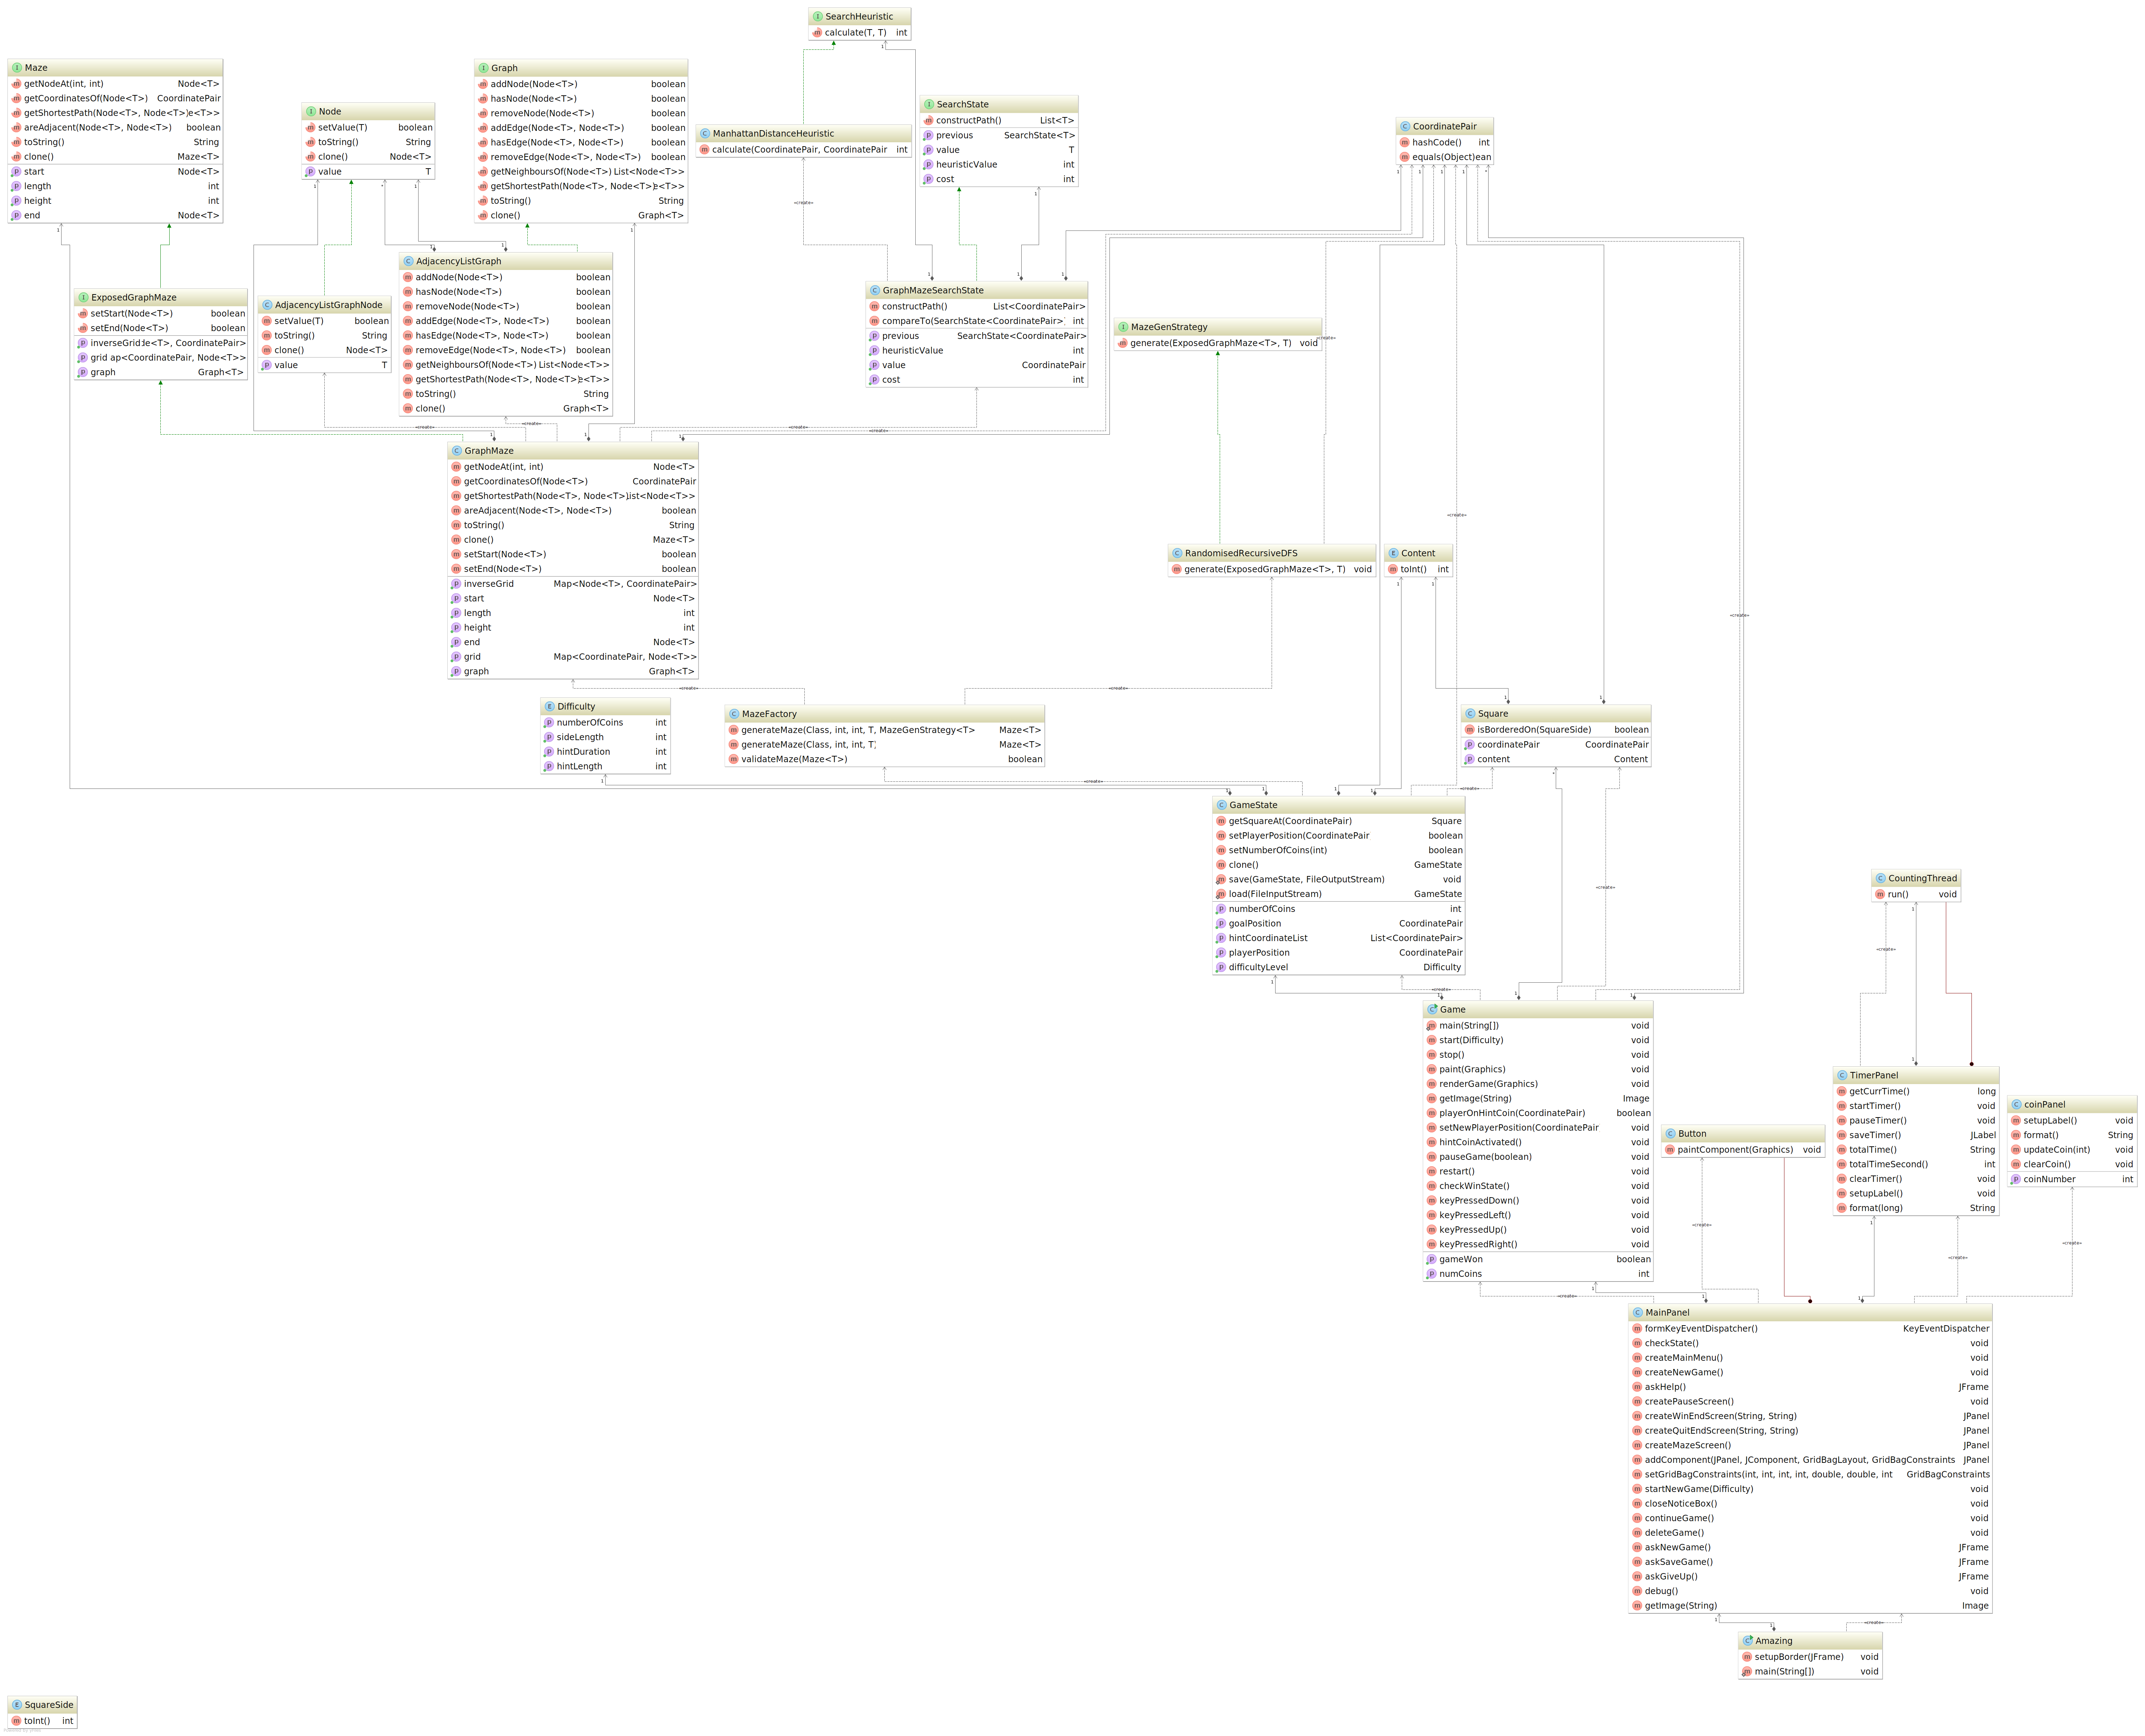 SearchHeuristic
calculate(T, T) int
Maze
getNodeAt(int, int) Node<T>
getCoordinatesOf(Node<T>) CoordinatePair
getShortestPath(Node<T>, Node<T>) e<T>>
areAdjacent(Node<T>, Node<T>) boolean
toString() String
clone() Maze<T>
start Node<T>
length int
height int
end Node<T>
Node
setValue(T) boolean
toString() String
clone() Node<T>
value T
Graph
addNode(Node<T>) boolean
hasNode(Node<T>) boolean
removeNode(Node<T>) boolean
addEdge(Node<T>, Node<T>) boolean
hasEdge(Node<T>, Node<T>) boolean
removeEdge(Node<T>, Node<T>) boolean
getNeighboursOf(Node<T>) List<Node<T>>
getShortestPath(Node<T>, Node<T>) e<T>>
toString() String
clone() Graph<T>
ManhattanDistanceHeuristic
calculate(CoordinatePair, CoordinatePair int
SearchState
constructPath() List<T>
previous SearchState<T>
value T
heuristicValue int
cost int
CoordinatePair
hashCode() int
equals(Object) ean
ExposedGraphMaze
setStart(Node<T>) boolean
setEnd(Node<T>) boolean
inverseGrid le<T>, CoordinatePair>
grid ap<CoordinatePair, Node<T>>
graph Graph<T>
AdjacencyListGraphNode
setValue(T) boolean
toString() String
clone() Node<T>
value T
AdjacencyListGraph
addNode(Node<T>) boolean
hasNode(Node<T>) boolean
removeNode(Node<T>) boolean
addEdge(Node<T>, Node<T>) boolean
hasEdge(Node<T>, Node<T>) boolean
removeEdge(Node<T>, Node<T>) boolean
getNeighboursOf(Node<T>) List<Node<T>>
getShortestPath(Node<T>, Node<T>) e<T>>
toString() String
clone() Graph<T>
GraphMazeSearchState
constructPath() List<CoordinatePair>
compareTo(SearchState<CoordinatePair> int
previous SearchState<CoordinatePair>
heuristicValue int
value CoordinatePair
cost int
MazeGenStrategy
generate(ExposedGraphMaze<T>, T) void
GraphMaze
getNodeAt(int, int) Node<T>
getCoordinatesOf(Node<T>) CoordinatePair
getShortestPath(Node<T>, Node<T>) ist<Node<T>>
areAdjacent(Node<T>, Node<T>) boolean
toString() String
clone() Maze<T>
setStart(Node<T>) boolean
setEnd(Node<T>) boolean
inverseGrid Map<Node<T>, CoordinatePair>
start Node<T>
length int
height int
end Node<T>
grid Map<CoordinatePair, Node<T>>
graph Graph<T>
RandomisedRecursiveDFS
generate(ExposedGraphMaze<T>, T) void
Content
toInt() int
Difficulty
numberOfCoins int
sideLength int
hintDuration int
hintLength int
MazeFactory
generateMaze(Class, int, int, T, MazeGenStrategy<T> Maze<T>
generateMaze(Class, int, int, T) Maze<T>
validateMaze(Maze<T>) boolean
Square
isBorderedOn(SquareSide) boolean
coordinatePair CoordinatePair
content Content
GameState
getSquareAt(CoordinatePair) Square
setPlayerPosition(CoordinatePair boolean
setNumberOfCoins(int) boolean
clone() GameState
save(GameState, FileOutputStream) void
load(FileInputStream) GameState
numberOfCoins int
goalPosition CoordinatePair
hintCoordinateList List<CoordinatePair>
playerPosition CoordinatePair
difficultyLevel Difficulty
CountingThread
run() void
Game
main(String[]) void
start(Difficulty) void
stop() void
paint(Graphics) void
renderGame(Graphics) void
getImage(String) Image
playerOnHintCoin(CoordinatePair) boolean
setNewPlayerPosition(CoordinatePair void
hintCoinActivated() void
pauseGame(boolean) void
restart() void
checkWinState() void
keyPressedDown() void
keyPressedLeft() void
keyPressedUp() void
keyPressedRight() void
gameWon boolean
numCoins int
Button
paintComponent(Graphics) void
TimerPanel
getCurrTime() long
startTimer() void
pauseTimer() void
saveTimer() JLabel
totalTime() String
totalTimeSecond() int
clearTimer() void
setupLabel() void
format(long) String
coinPanel
setupLabel() void
format() String
updateCoin(int) void
clearCoin() void
coinNumber int
MainPanel
formKeyEventDispatcher() KeyEventDispatcher
checkState() void
createMainMenu() void
createNewGame() void
askHelp() JFrame
createPauseScreen() void
createWinEndScreen(String, String) JPanel
createQuitEndScreen(String, String) JPanel
createMazeScreen() JPanel
addComponent(JPanel, JComponent, GridBagLayout, GridBagConstraints JPanel
setGridBagConstraints(int, int, int, int, double, double, int GridBagConstraints
startNewGame(Difficulty) void
closeNoticeBox() void
continueGame() void
deleteGame() void
askNewGame() JFrame
askSaveGame() JFrame
askGiveUp() JFrame
debug() void
getImage(String) Image
Amazing
setupBorder(JFrame) void
main(String[]) void
SquareSide
toInt() int